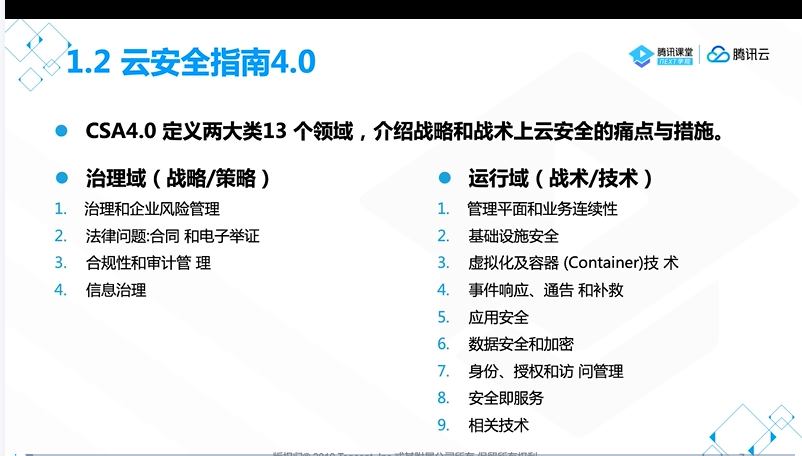 1.2 云安全指南4.0
腾讯课堂
NEXT学院
腾讯云
CSA4.0 定义两大类13 个领域，介绍战略和战术上云安全的痛点与措施。
治理域（战略/策略）
1. 治理和企业风险管理
2. 法律问题:合同 和电子举证
3. 合规性和审计管 理
4. 信息治理
运行域（战术/技术）
1. 管理平面和业务连续性
2. 基础设施安全
3. 虚拟化及容器 (Container)技 术
4. 事件响应、通告 和补救
5. 应用安全
6. 数据安全和加密
7. 身份、授权和访 问管理
8. 安全即服务
9. 相关技术